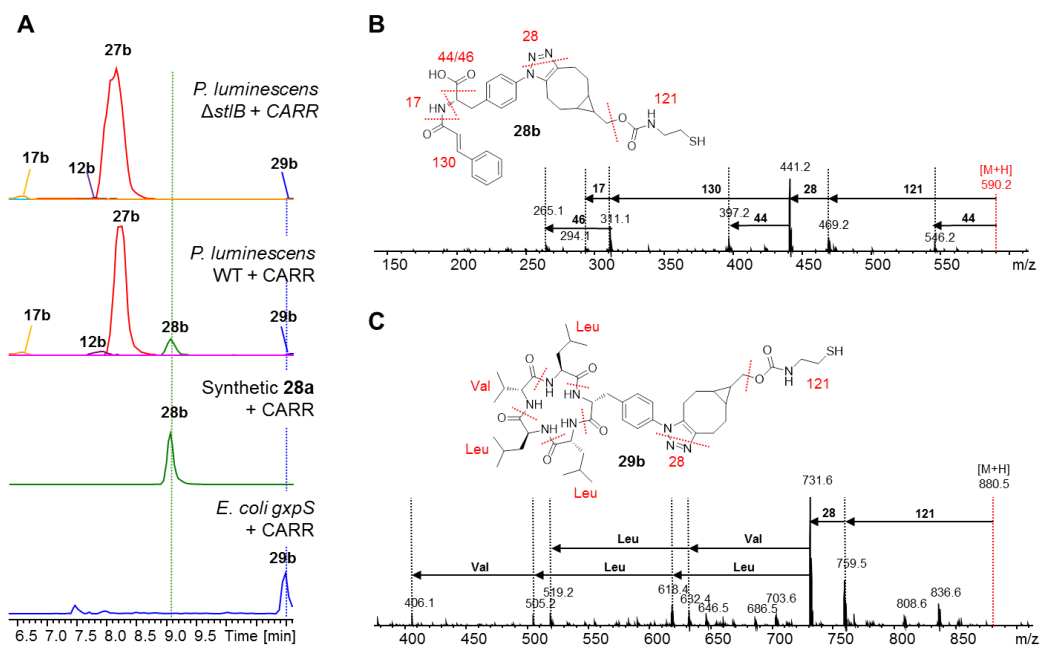 A
27b
P. luminescens
ΔstlB + CARR
17b
12b
29b
27b
P. luminescens
WT + CARR
17b
12b
28b
29b
Synthetic 28a
+ CARR
28b
E. coli gxpS
+ CARR
29b
6.5 7.0 7.5 8.0 8.5 9.0 9.5 Time [min]
B
28
44/46
HO
O
N=N
N
17
NH
O
130
28b
O
O
H
N
SH
121
441.2
[M+H]
590.2
17
130
28
121
265.1
46
311.1
294.1
397.2
44
469.2
44
546.2
150 200 250 300 350 400 450 500 550 m/z
C
Leu
Val
Leu
Leu
O
O
NH
HN
NH
O
NH
HN
O
O
N
N=N
28
29b
O
O
N
H
SH
121
731.6
[M+H]
880.5
28
121
Leu
Val
Val
Leu
Leu
406.1
505.2
519.2
618.4
632.4
646.5
686.5
703.6
759.5
808.6
836.6
400 450 500 550 600 650 700 750 800 850 m/z